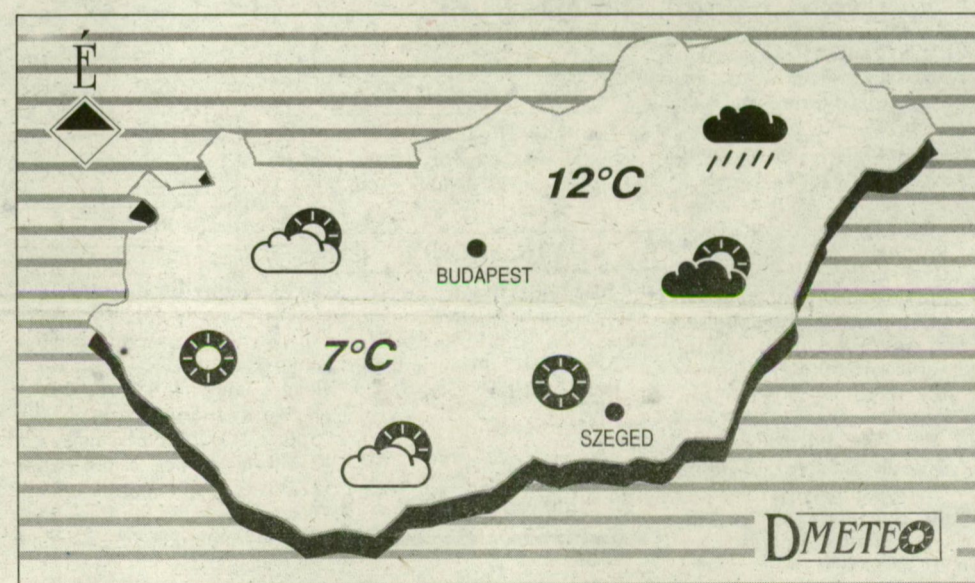 É
12°C
BUDAPEST
7°C
SZEGED
DMETEO